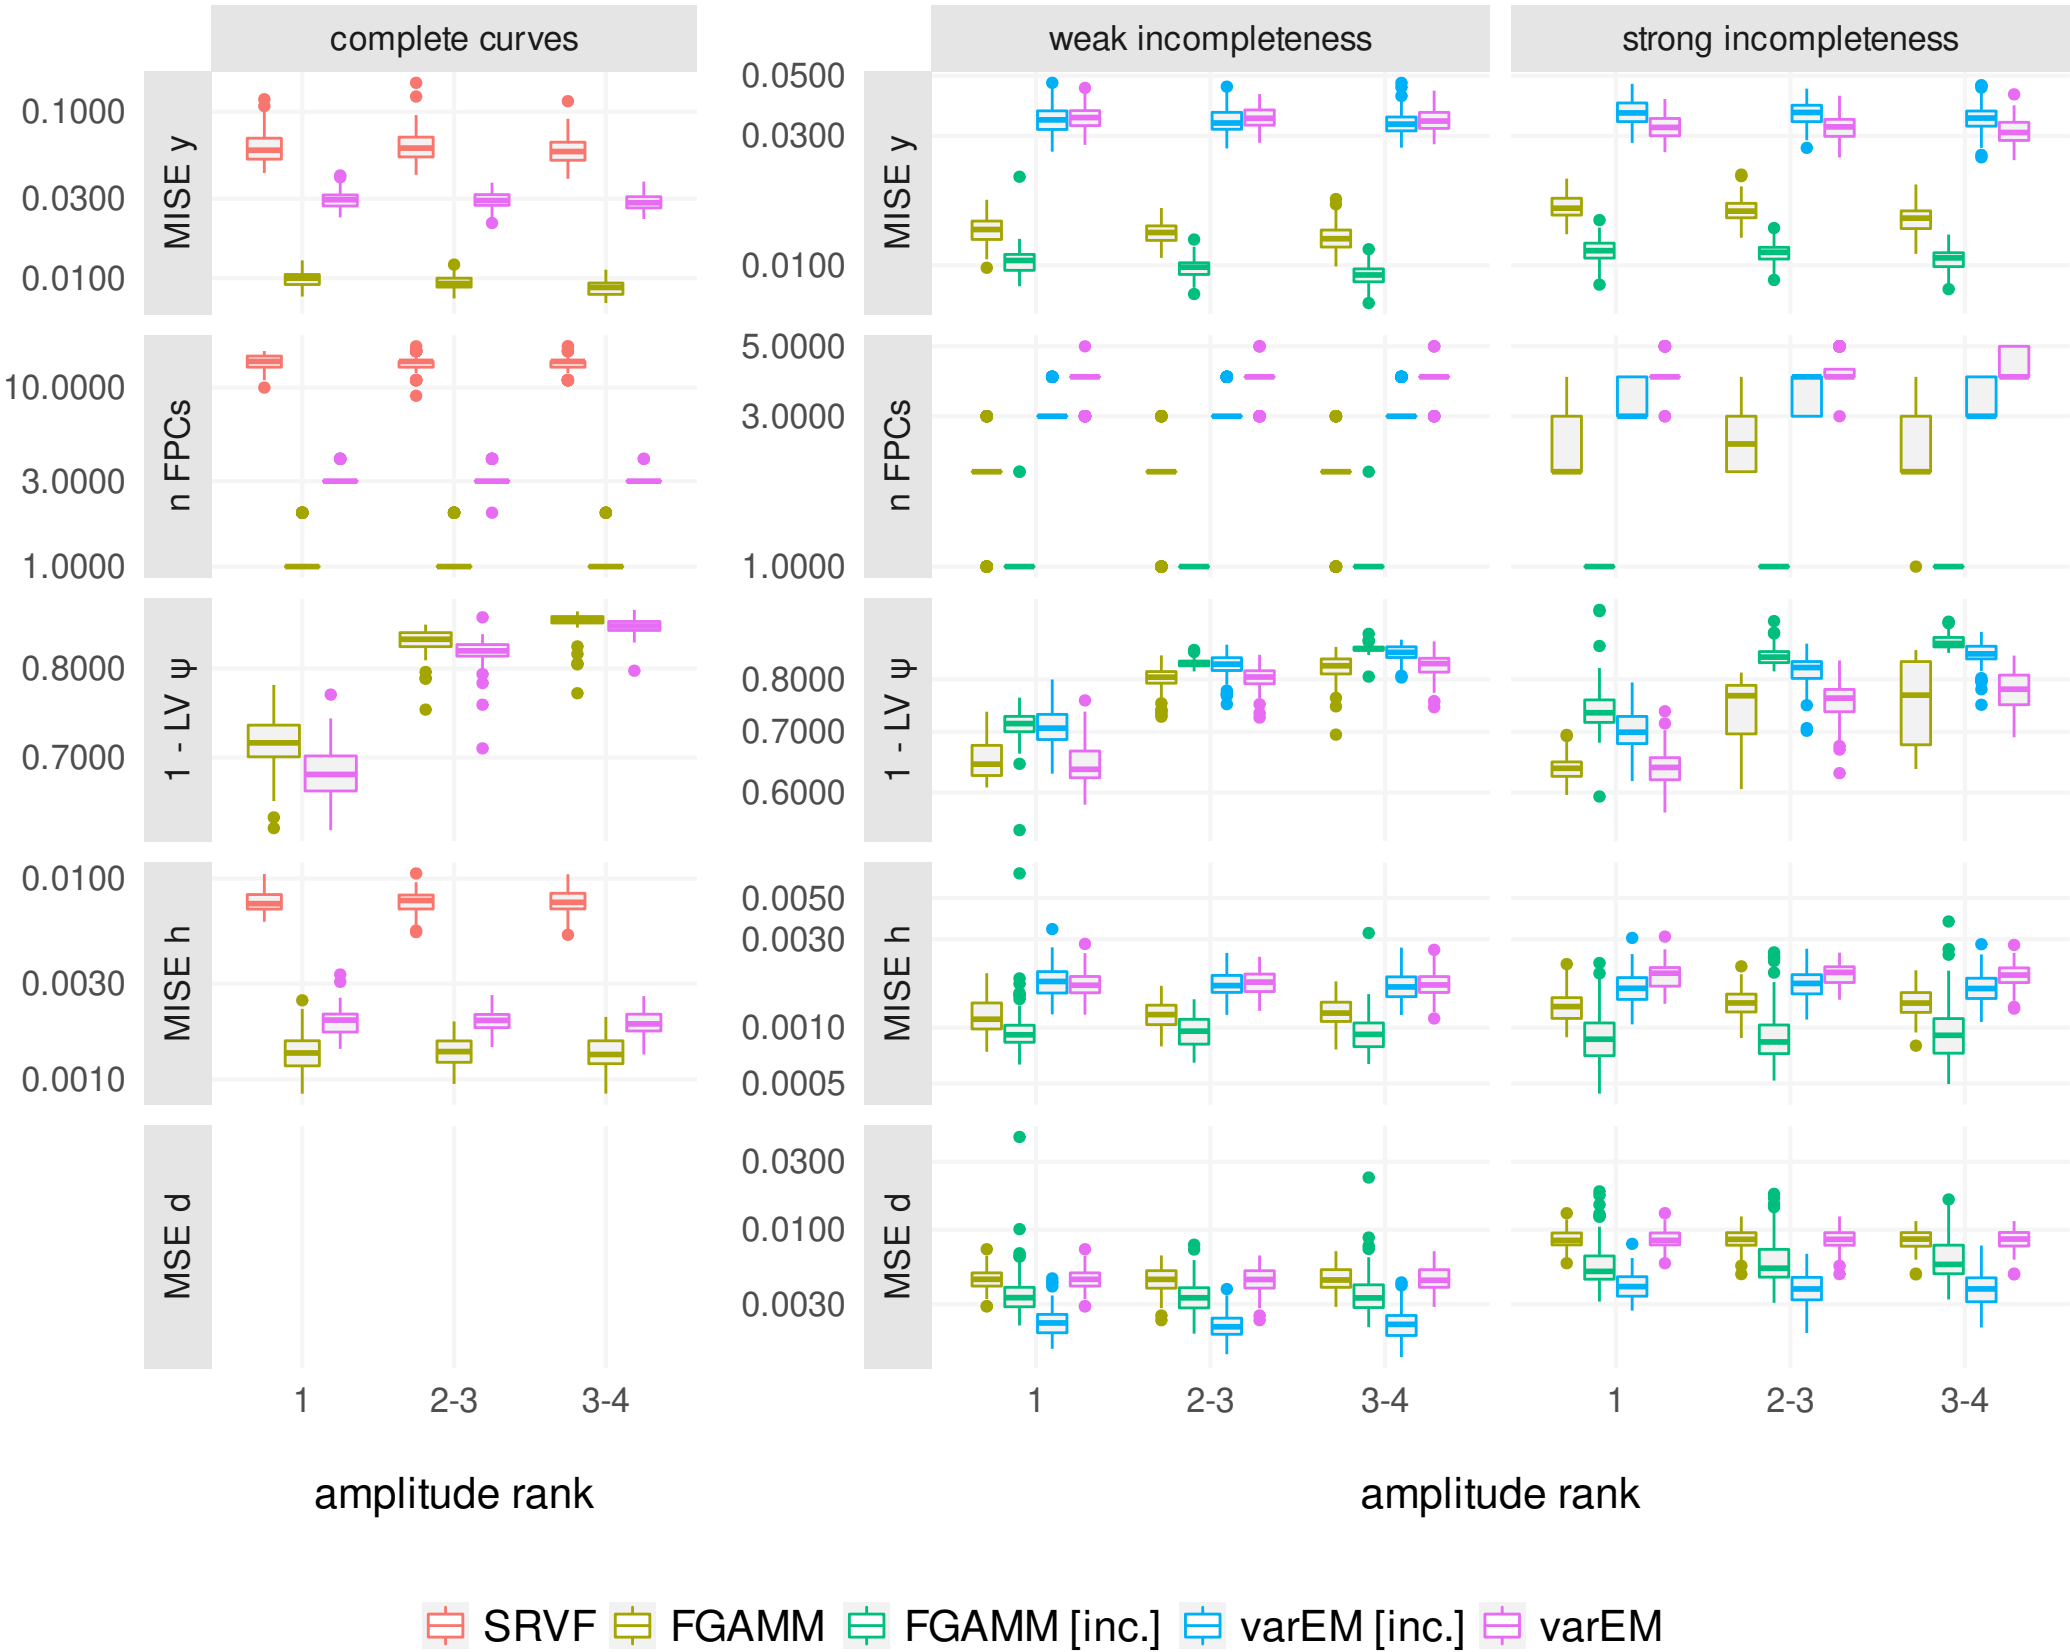 complete curves
weak incompleteness
strong incompleteness
MISE y
0.1000
0.0300
0.0100
MISE y
0.0500
0.0300
0.0100
n FPCs
10.0000
3.0000
1.0000
n FPCs
5.0000
3.0000
1.0000
1 - LV ψ
0.8000
0.7000
1 - LV ψ
0.8000
0.7000
0.6000
MISE h
0.0100
0.0030
0.0010
MISE h
0.0050
0.0030
0.0010
0.0005
MSE d
MSE d
0.0300
0.0100
0.0030
1 2-3 3-4
1 2-3 3-4
1 2-3 3-4
amplitude rank
amplitude rank
SRVF FGAMM FGAMM [inc.] varEM [inc.] varEM